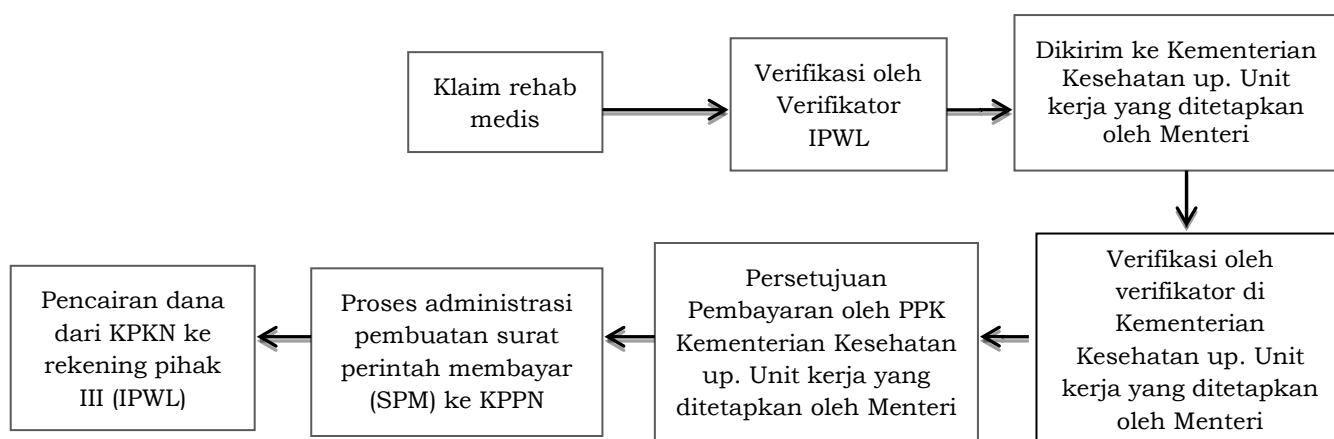 Klaim rehab
medis
Verifikasi oleh
Verifikator
IPWL
Dikirim ke Kementerian
Kesehatan up. Unit
kerja yang ditetapkan
oleh Menteri
Verifikasi oleh
verifikator di
Kementerian
Kesehatan up. Unit
kerja yang ditetapkan
oleh Menteri
Persetujuan
Pembayaran oleh PPK
Kementerian Kesehatan
up. Unit kerja yang
ditetapkan oleh Menteri
Proses administrasi
pembuatan surat
perintah membayar
(SPM) ke KPPN
Pencairan dana
dari KPKN ke
rekening pihak
III (IPWL)